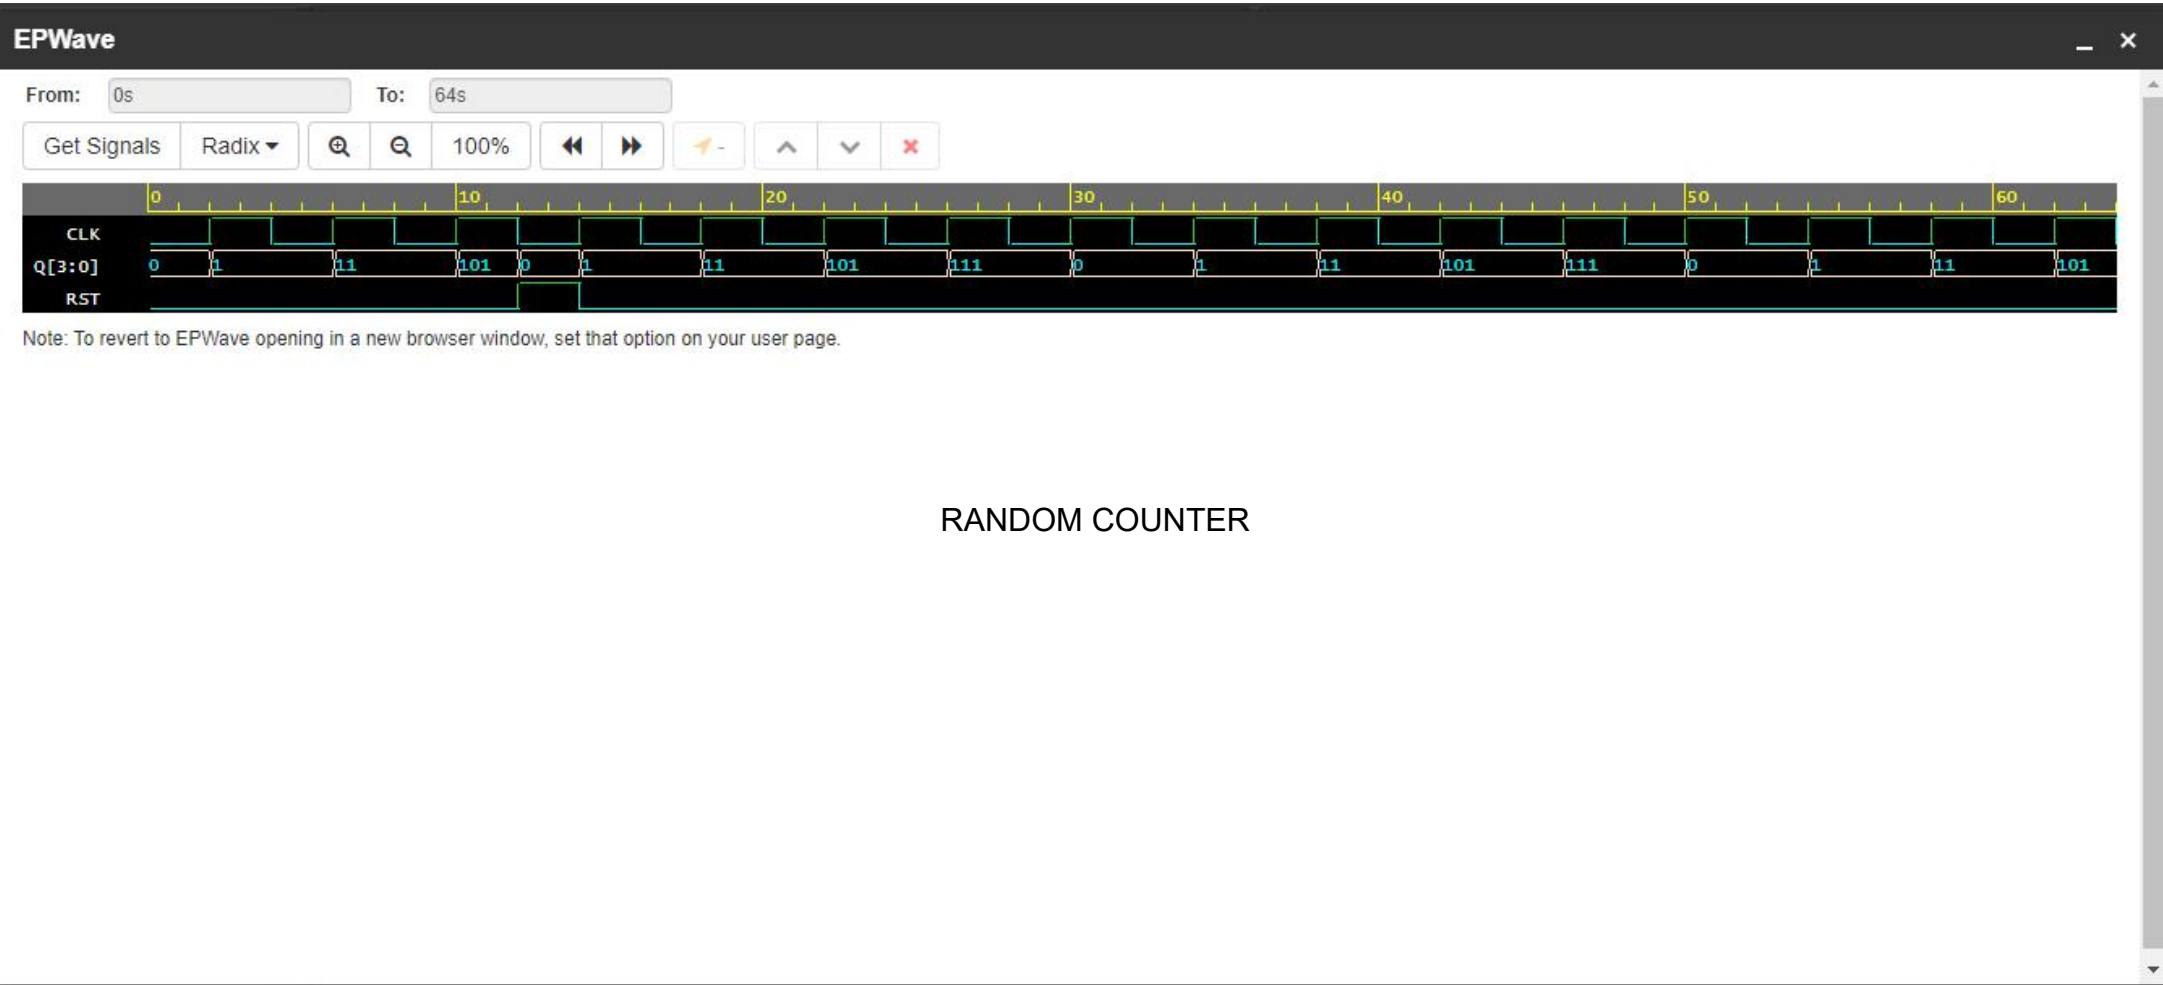 EPWave
From: 0s To: 64s
Get Signals Radix 100% -
0 10 20 30 40 50 60
CLK
Q[3:0] 0 1 11 101 0 1 11 101 111 0 1 11 101 111 0 1 11 101
RST
Note: To revert to EPWave opening in a new browser window, set that option on your user page.
RANDOM COUNTER